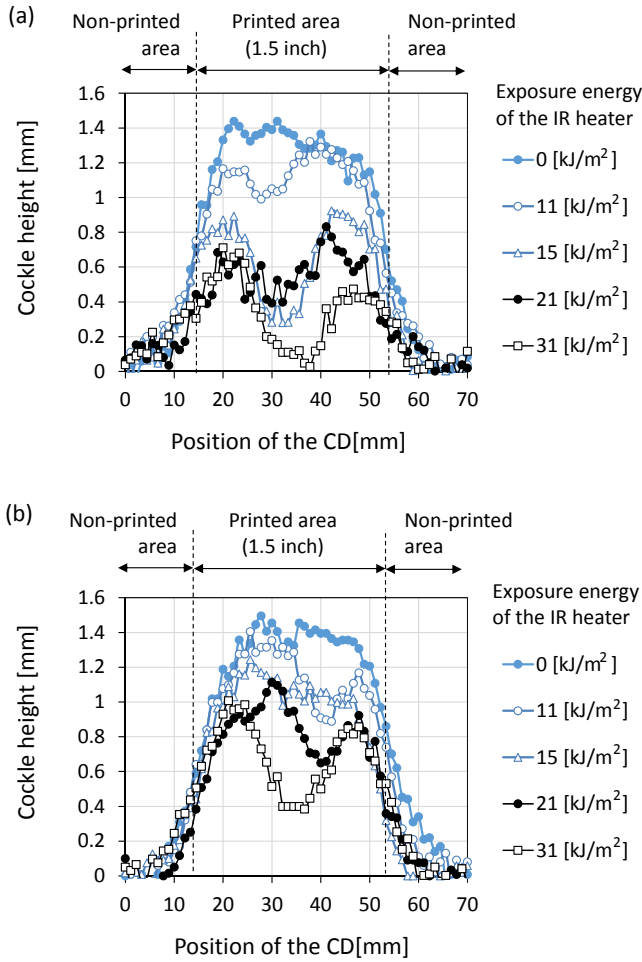 (a)
Non-printed area
Printed area (1.5 inch)
Non-printed area
Cockle height [mm]
1.6
1.4
1.2
1
0.8
0.6
0.4
0.2
0
0 10 20 30 40 50 60 70
Position of the CD[mm]
Exposure energy
of the IR heater
0 [kJ/m²]
11 [kJ/m²]
15 [kJ/m²]
21 [kJ/m²]
31 [kJ/m²]
(b)
Non-printed area
Printed area (1.5 inch)
Non-printed area
Cockle height [mm]
1.6
1.4
1.2
1
0.8
0.6
0.4
0.2
0
0 10 20 30 40 50 60 70
Position of the CD[mm]
Exposure energy
of the IR heater
0 [kJ/m²]
11 [kJ/m²]
15 [kJ/m²]
21 [kJ/m²]
31 [kJ/m²]